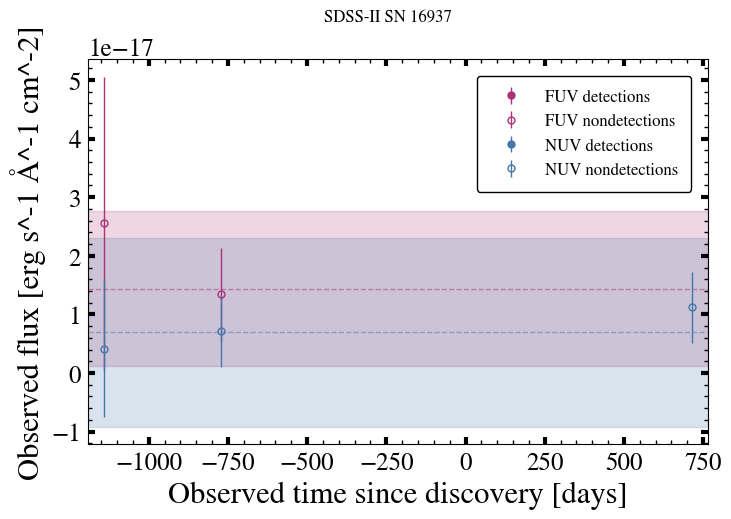 SDSS-II SN 16937
1e−17
Observed flux [erg s^-1 Å^-1 cm^-2]
5
4
3
2
1
0
−1
FUV detections
FUV nondetections
NUV detections
NUV nondetections
−1000 −750 −500 −250 0 250 500 750
Observed time since discovery [days]